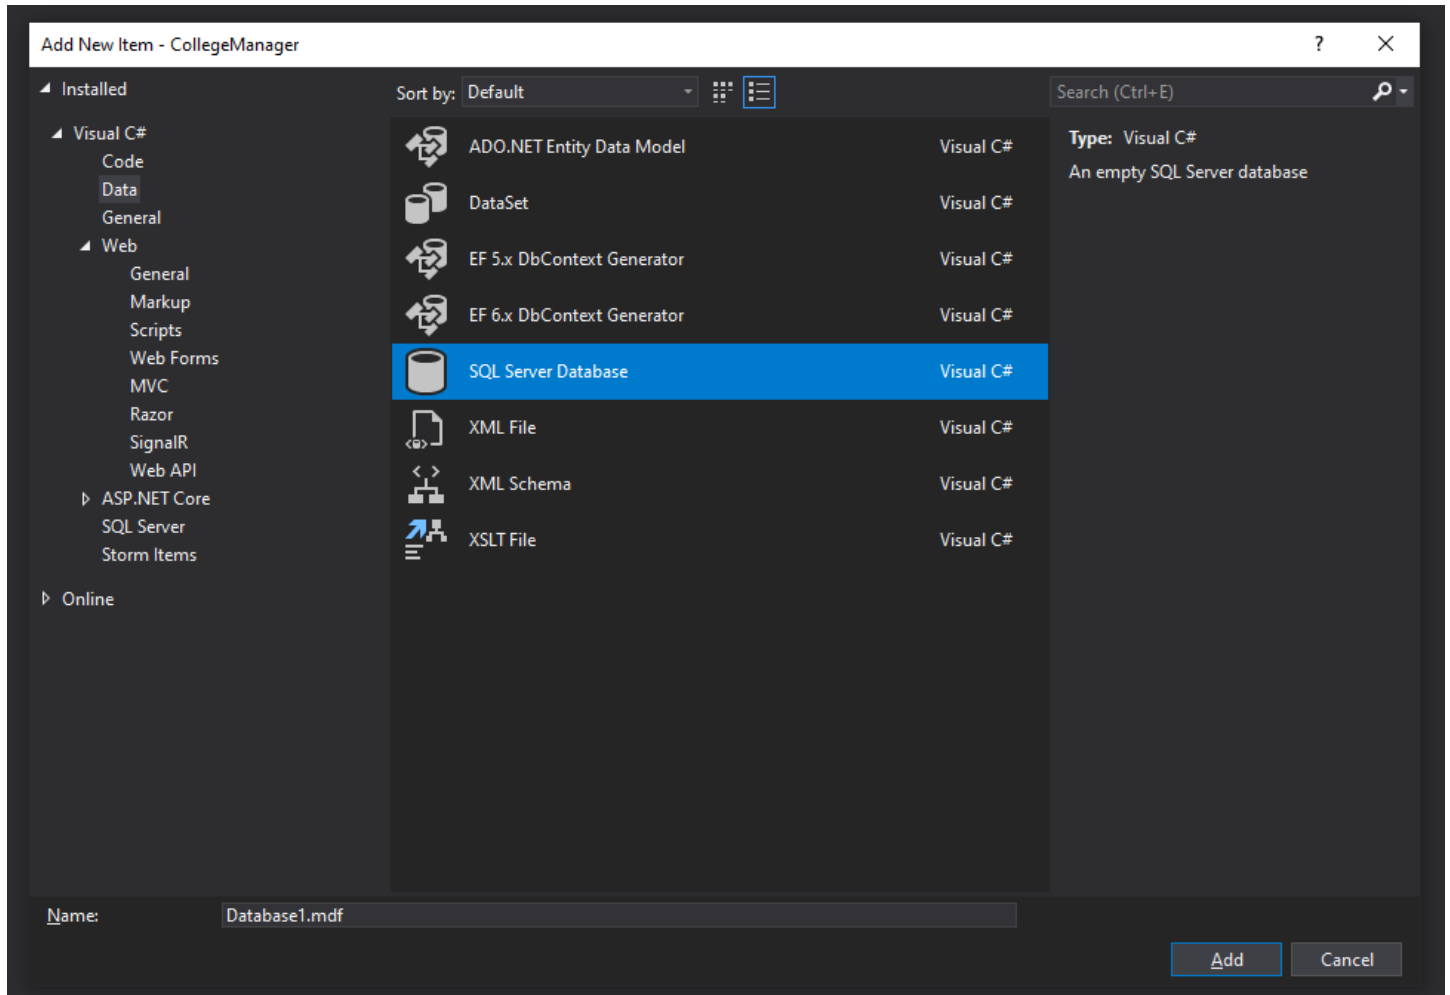 Add New Item - CollegeManager
?
Installed
Visual C#
Code
Data
General
Web
General
Markup
Scripts
Web Forms
MVC
Razor
SignalR
Web API
ASP.NET Core
SQL Server
Storm Items
Online
Sort by: Default
ADO.NET Entity Data Model Visual C#
DataSet Visual C#
EF 5.x DbContext Generator Visual C#
EF 6.x DbContext Generator Visual C#
SQL Server Database Visual C#
XML File Visual C#
XML Schema Visual C#
XSLT File Visual C#
Search (Ctrl+E)
Type: Visual C#
An empty SQL Server database
Name: Database1.mdf
Add Cancel